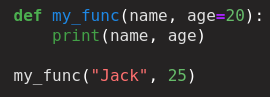 def my_func(name, age=20):
    print(name, age)

my_func("Jack", 25)